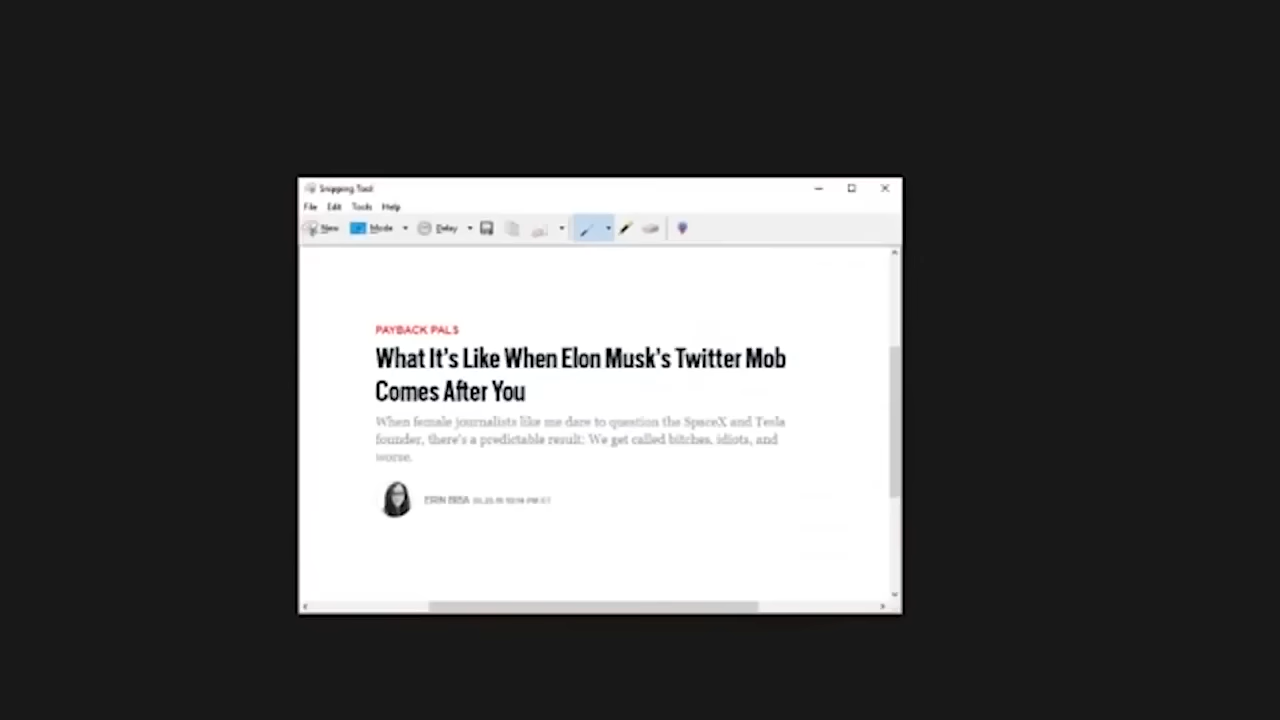 Snipping Tool
File Edit Tools Help
New Mode Delay
PAYBACK PALS
What It's Like When Elon Musk's Twitter Mob
Comes After You
When female journalists like me dare to question the SpaceX and Tesla
founder, there's a predictable result: We get called bitches, idiots, and
worse.
ERIN BIBA